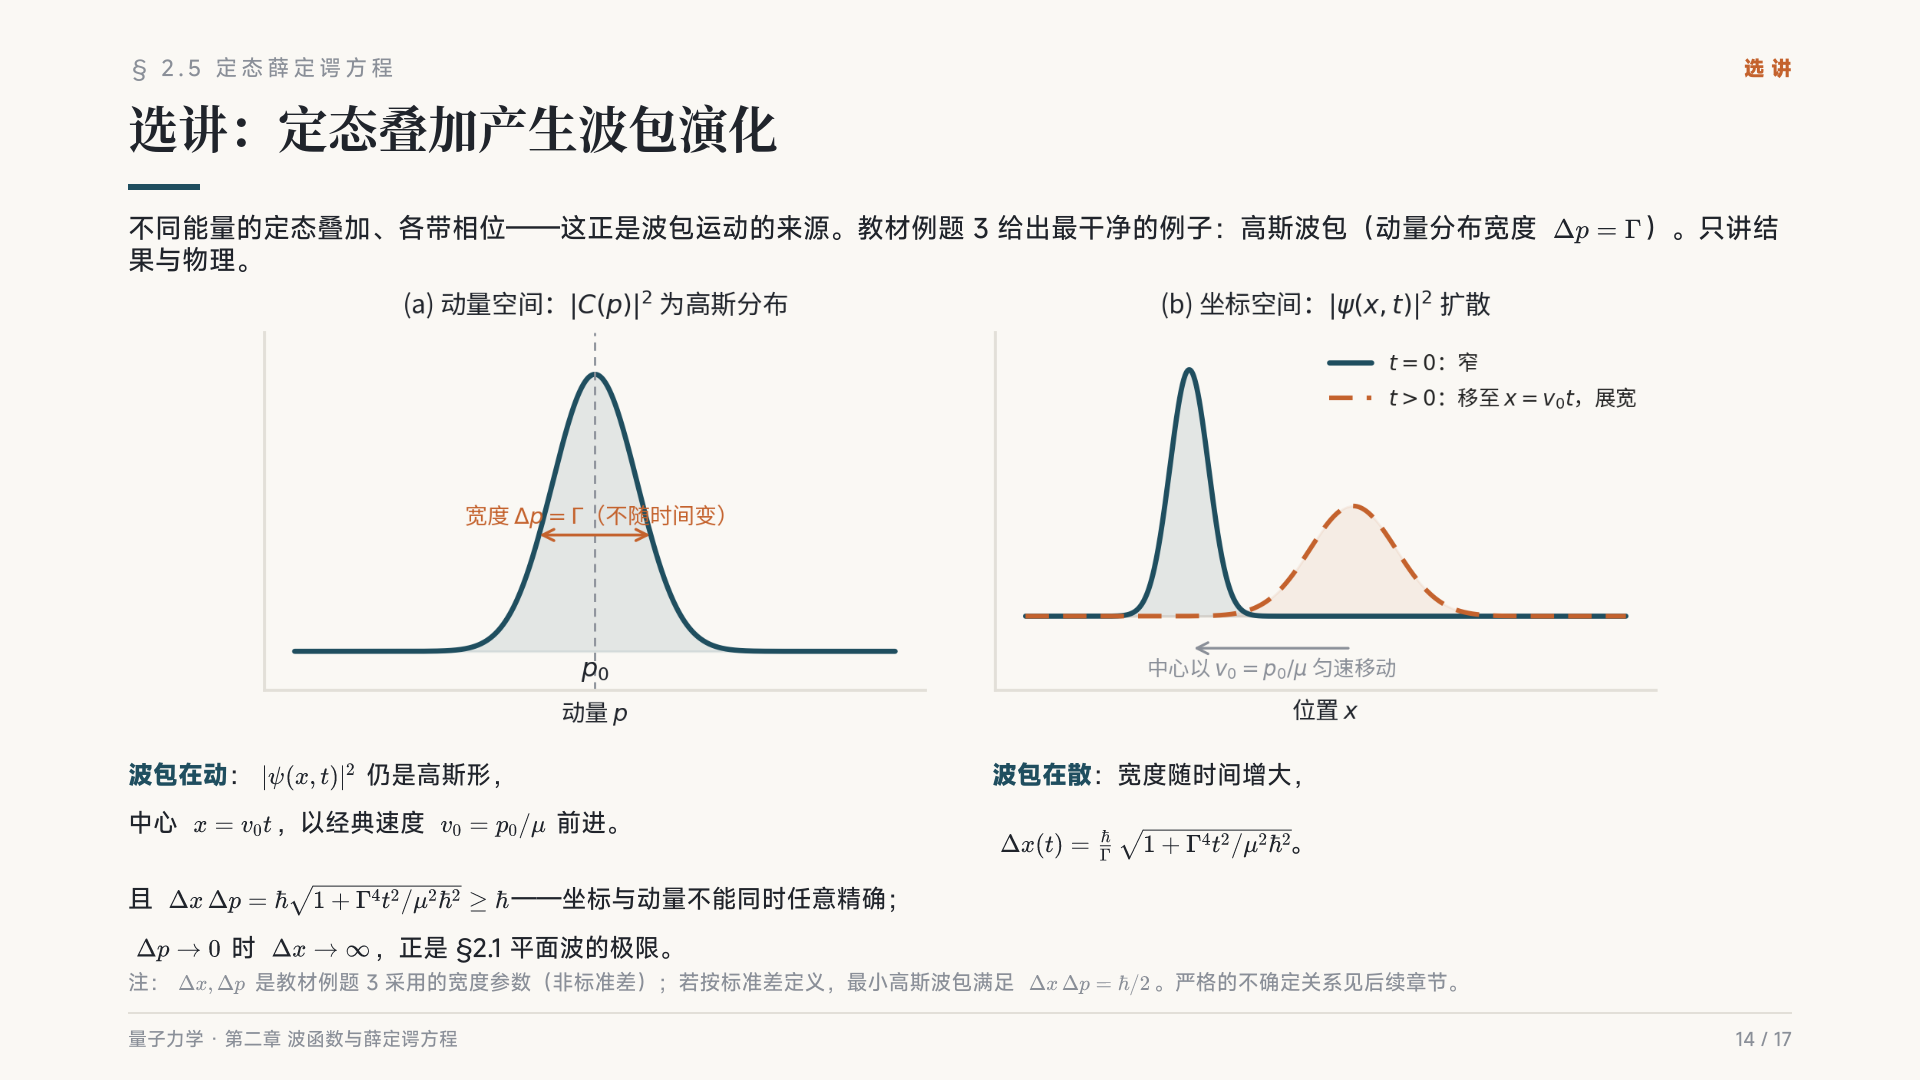 § 2.5 定态薛定谔方程
选讲
选讲：定态叠加产生波包演化
不同能量的定态叠加、各带相位——这正是波包运动的来源。教材例题 3 给出最干净的例子：高斯波包（动量分布宽度 Δp = Γ）。只讲结
果与物理。
(a) 动量空间：|C(p)|² 为高斯分布
宽度 Δp = Γ（不随时间变）
p₀
动量 p
(b) 坐标空间：|ψ(x, t)|² 扩散
t = 0：窄
t > 0：移至 x = v₀t，展宽
中心以 v₀ = p₀/μ 匀速移动
位置 x
波包在动： |ψ(x, t)|² 仍是高斯形，
中心 x = v₀t，以经典速度 v₀ = p₀/μ 前进。
波包在散：宽度随时间增大，
Δx(t) = ħ/Γ √(1 + Γ⁴t²/μ²ħ²)。
且 Δx Δp = ħ√(1 + Γ⁴t²/μ²ħ²) ≥ ħ——坐标与动量不能同时任意精确；
Δp → 0 时 Δx → ∞，正是 §2.1 平面波的极限。
注： Δx, Δp 是教材例题 3 采用的宽度参数（非标准差）；若按标准差定义，最小高斯波包满足 Δx Δp = ħ/2。严格的不确定关系见后续章节。
量子力学 · 第二章 波函数与薛定谔方程
14 / 17